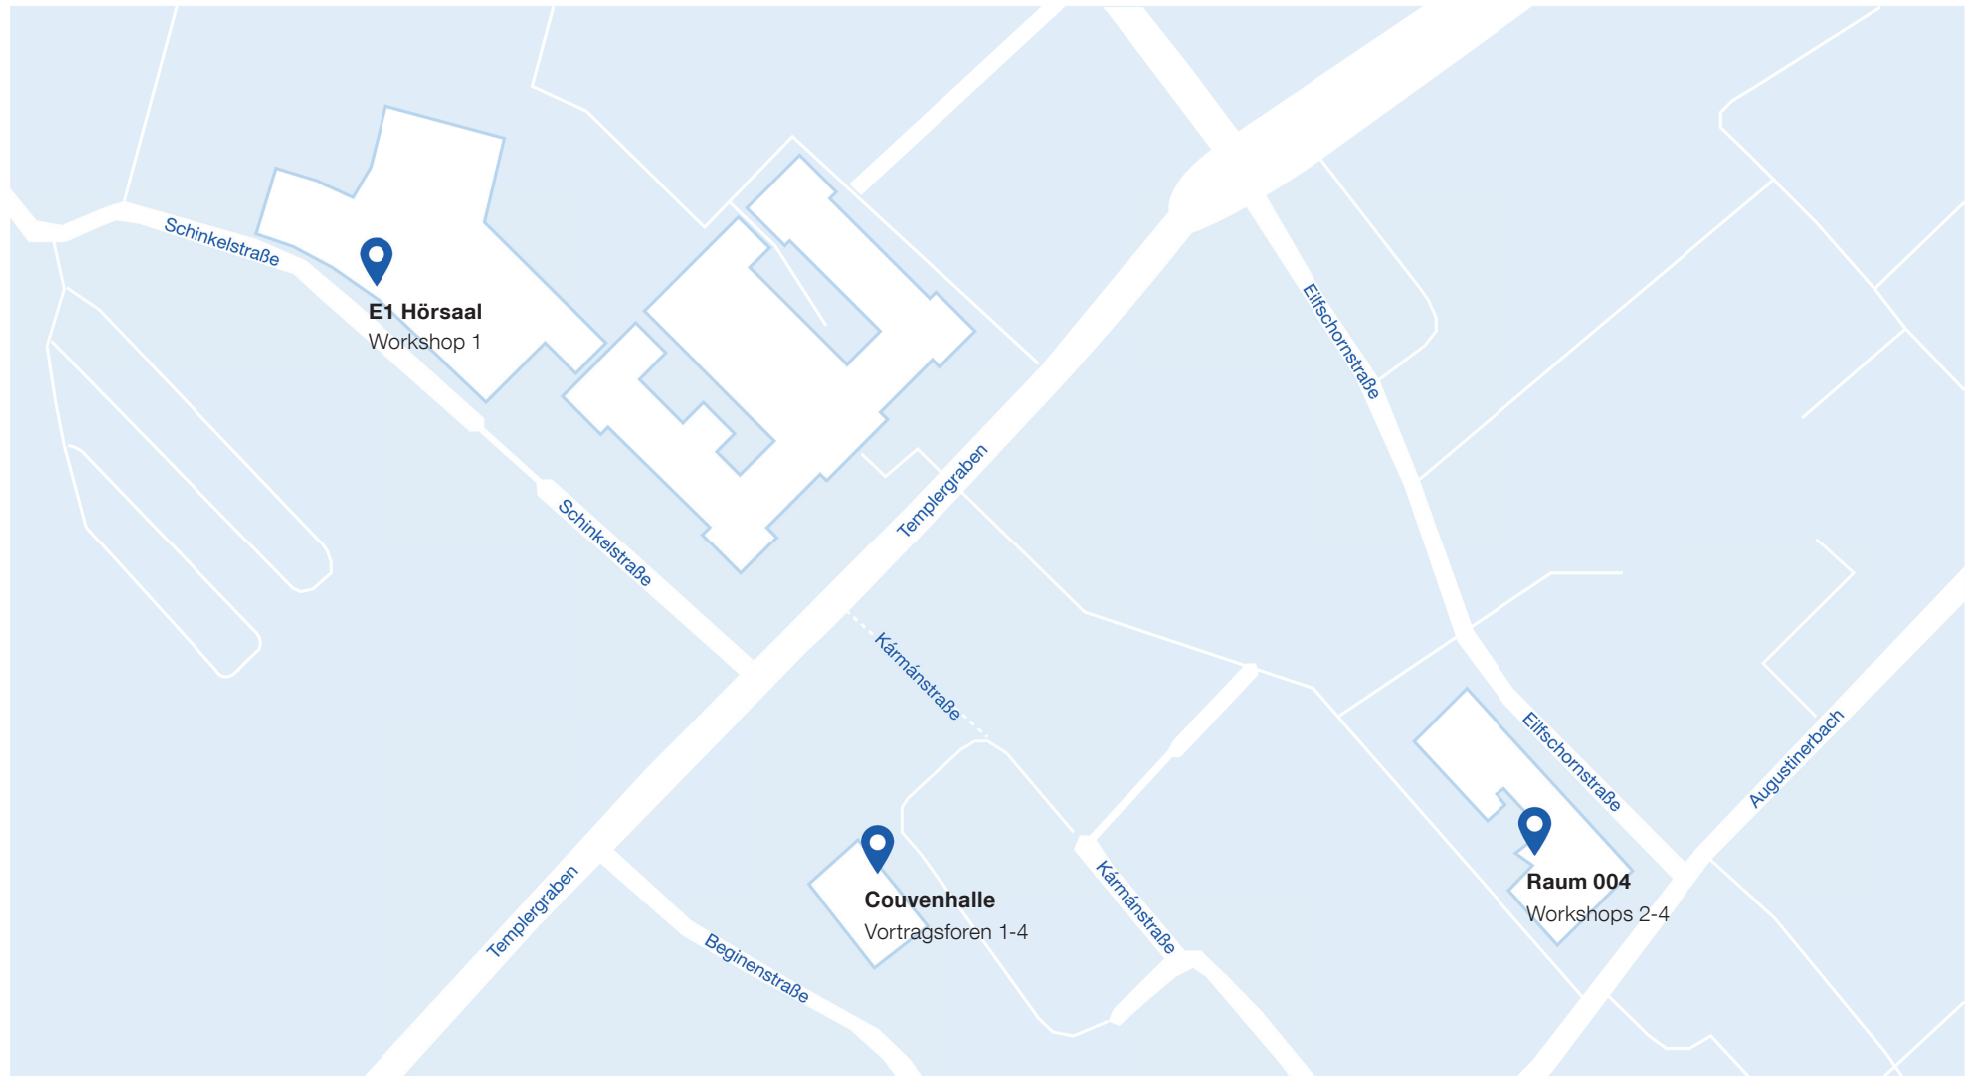 Schinkelstraße
E1 Hörsaal
Workshop 1
Eilfschornstraße
Templergraben
Schinkelstraße
Kármánstraße
Eilfschornstraße
Augustinerbach
Templergraben
Couvenhalle
Vortragsforen 1-4
Kármánstraße
Raum 004
Workshops 2-4
Beginenstraße